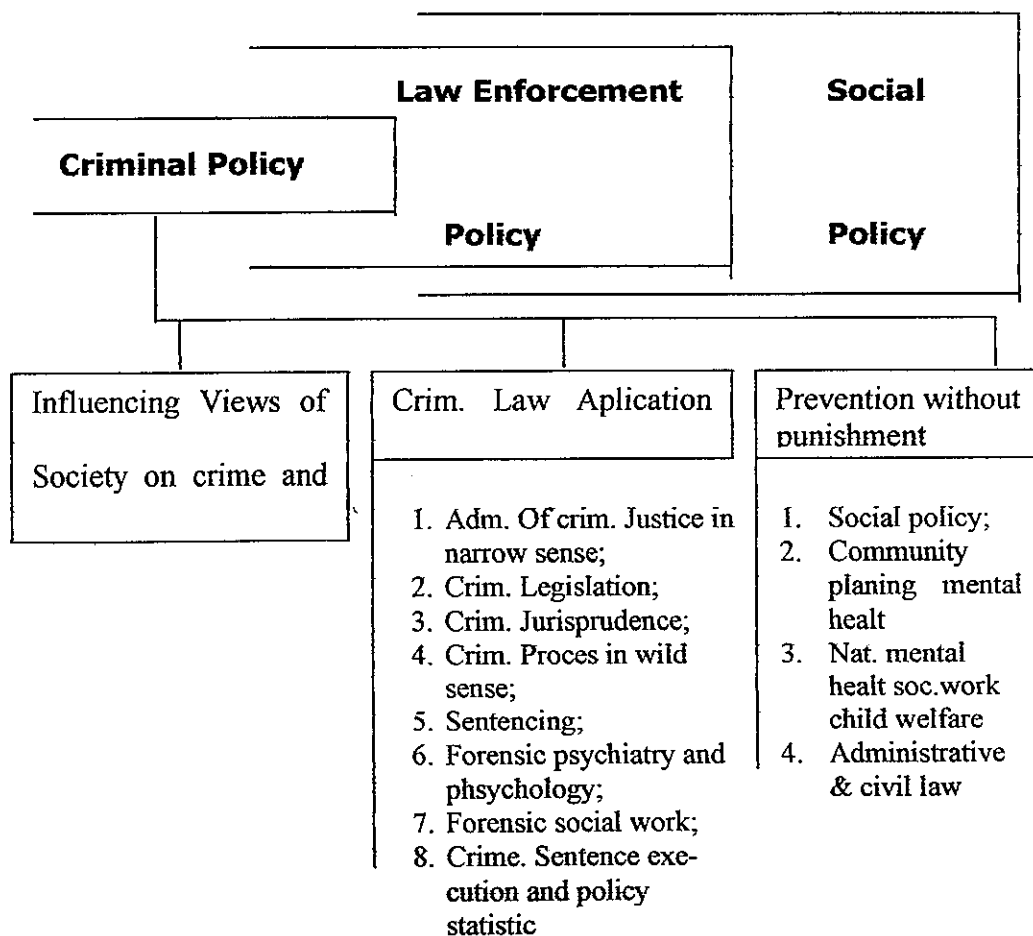 Law Enforcement
Social
Criminal Policy
Policy
Policy
Influencing Views of
Society on crime and
Crim. Law Aplication
1. Adm. Of crim. Justice in
narrow sense;
2. Crim. Legislation;
3. Crim. Jurisprudence;
4. Crim. Proces in wild
sense;
5. Sentencing;
6. Forensic psychiatry and
phsychology;
7. Forensic social work;
8. Crime. Sentence exe-
cution and policy
statistic
Prevention without
punishment
1. Social policy;
2. Community
planing mental
healt
3. Nat. mental
healt soc.work
child welfare
4. Administrative
& civil law